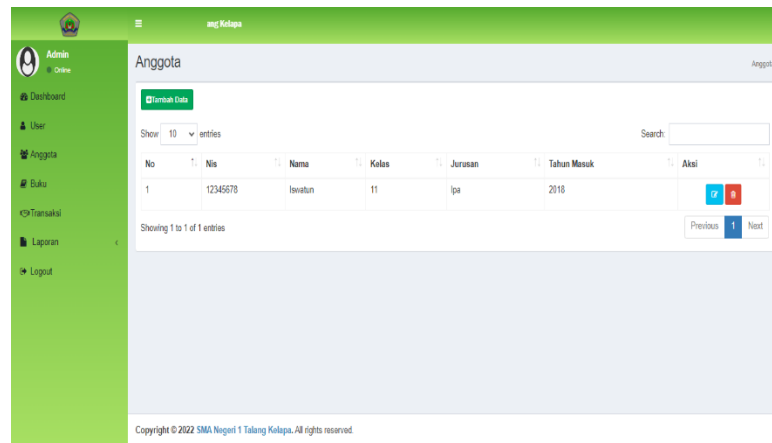 ang Kelapa
Admin
Online
Dashboard
User
Anggota
Buku
Transaksi
Laporan
Logout
Anggota
Anggota
Tambah Data
Show 10 entries
Search:
No Nis Nama Kelas Jurusan Tahun Masuk Aksi
1 12345678 Iswatun 11 Ipa 2018
Showing 1 to 1 of 1 entries
Previous 1 Next
Copyright © 2022 SMA Negeri 1 Talang Kelapa. All rights reserved.